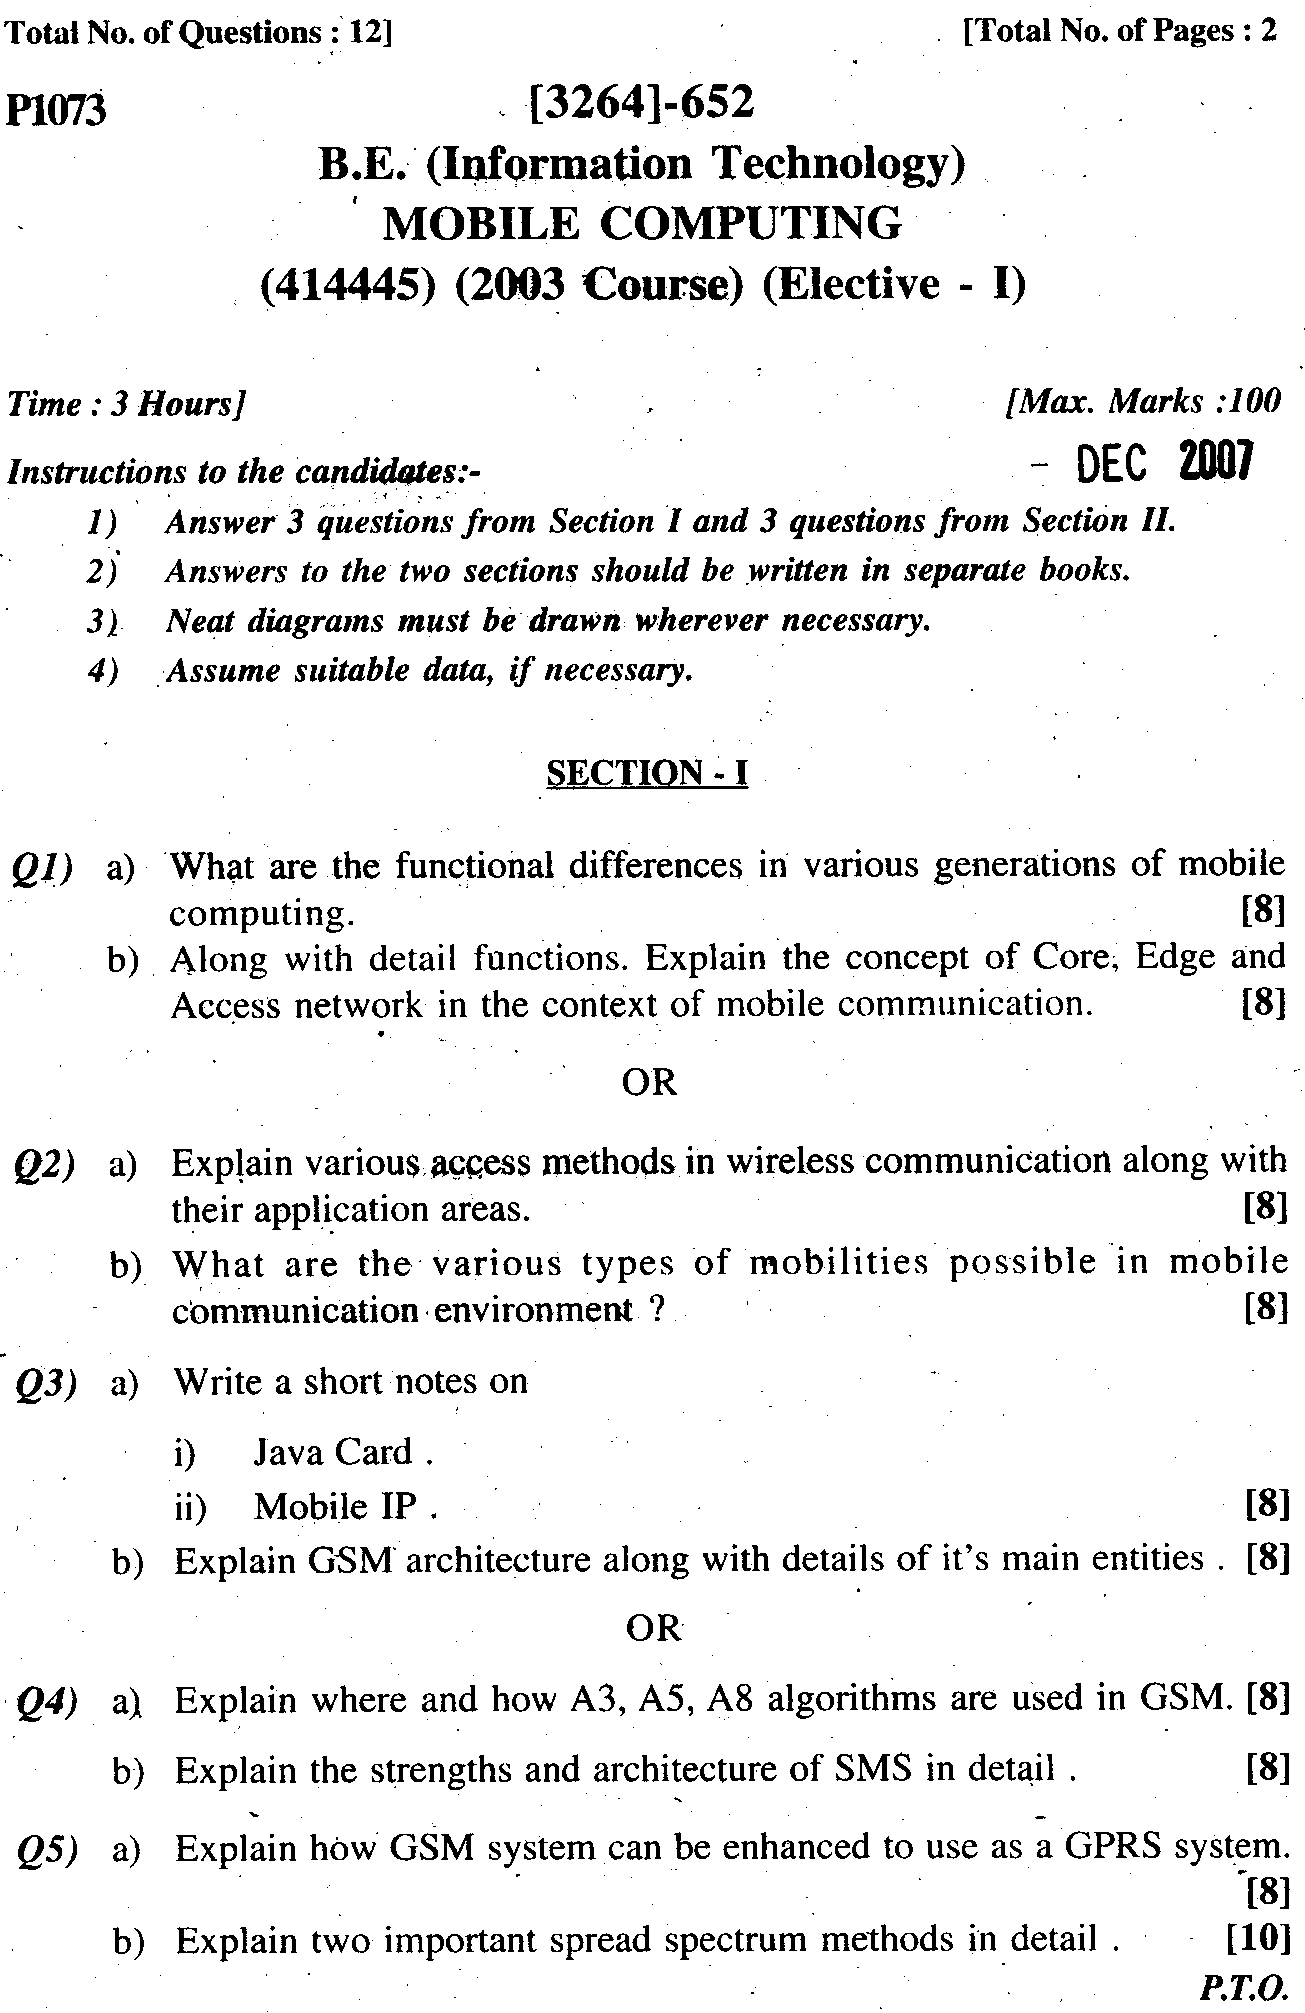 Total No. of Questions : 12]
[Total No. of Pages : 2
P1073
[3264]-652
B.E. (Information Technology)
MOBILE COMPUTING
(414445) (2003 Course) (Elective - I)
Time : 3 Hours]
[Max. Marks :100
Instructions to the candidates:-
- DEC 2007
1) Answer 3 questions from Section I and 3 questions from Section II.
2) Answers to the two sections should be written in separate books.
3) Neat diagrams must be drawn wherever necessary.
4) Assume suitable data, if necessary.
SECTION - I
Q1) a) What are the functional differences in various generations of mobile
computing. [8]
b) Along with detail functions. Explain the concept of Core, Edge and
Access network in the context of mobile communication. [8]
OR
Q2) a) Explain various access methods in wireless communication along with
their application areas. [8]
b) What are the various types of mobilities possible in mobile
communication environment ? [8]
Q3) a) Write a short notes on
i) Java Card .
ii) Mobile IP . [8]
b) Explain GSM architecture along with details of it's main entities . [8]
OR
Q4) a) Explain where and how A3, A5, A8 algorithms are used in GSM. [8]
b) Explain the strengths and architecture of SMS in detail . [8]
Q5) a) Explain how GSM system can be enhanced to use as a GPRS system.
[8]
b) Explain two important spread spectrum methods in detail . [10]
P.T.O.